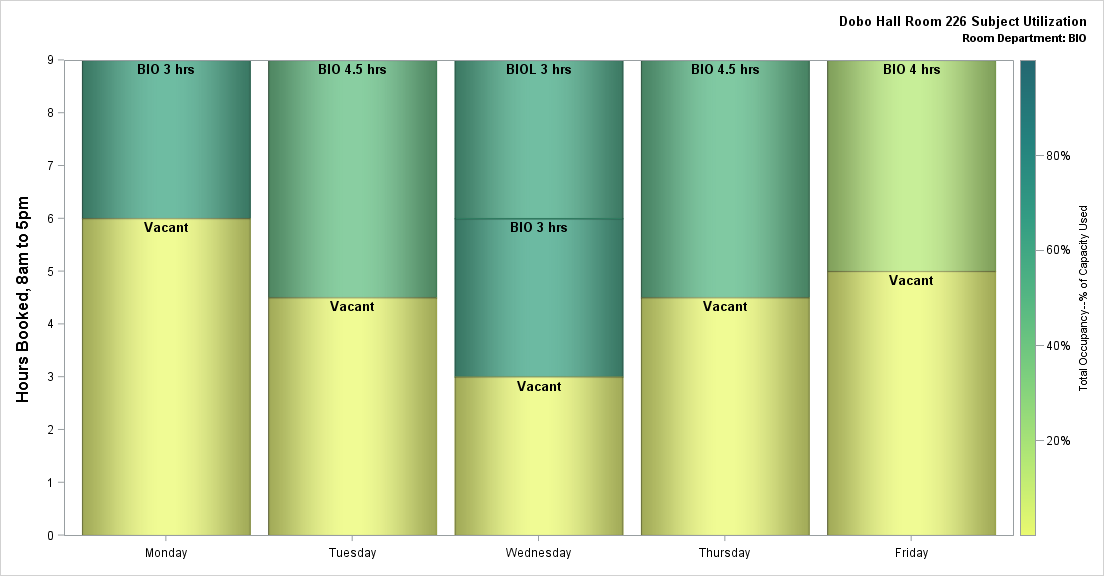 Dobo Hall Room 226 Subject Utilization
Room Department: BIO
Hours Booked, 8am to 5pm
9
8
7
6
5
4
3
2
1
0
BIO 3 hrs
Vacant
BIO 4.5 hrs
Vacant
BIOL 3 hrs
BIO 3 hrs
Vacant
BIO 4.5 hrs
Vacant
BIO 4 hrs
Vacant
Monday
Tuesday
Wednesday
Thursday
Friday
80%
60%
40%
20%
Total Occupancy--% of Capacity Used